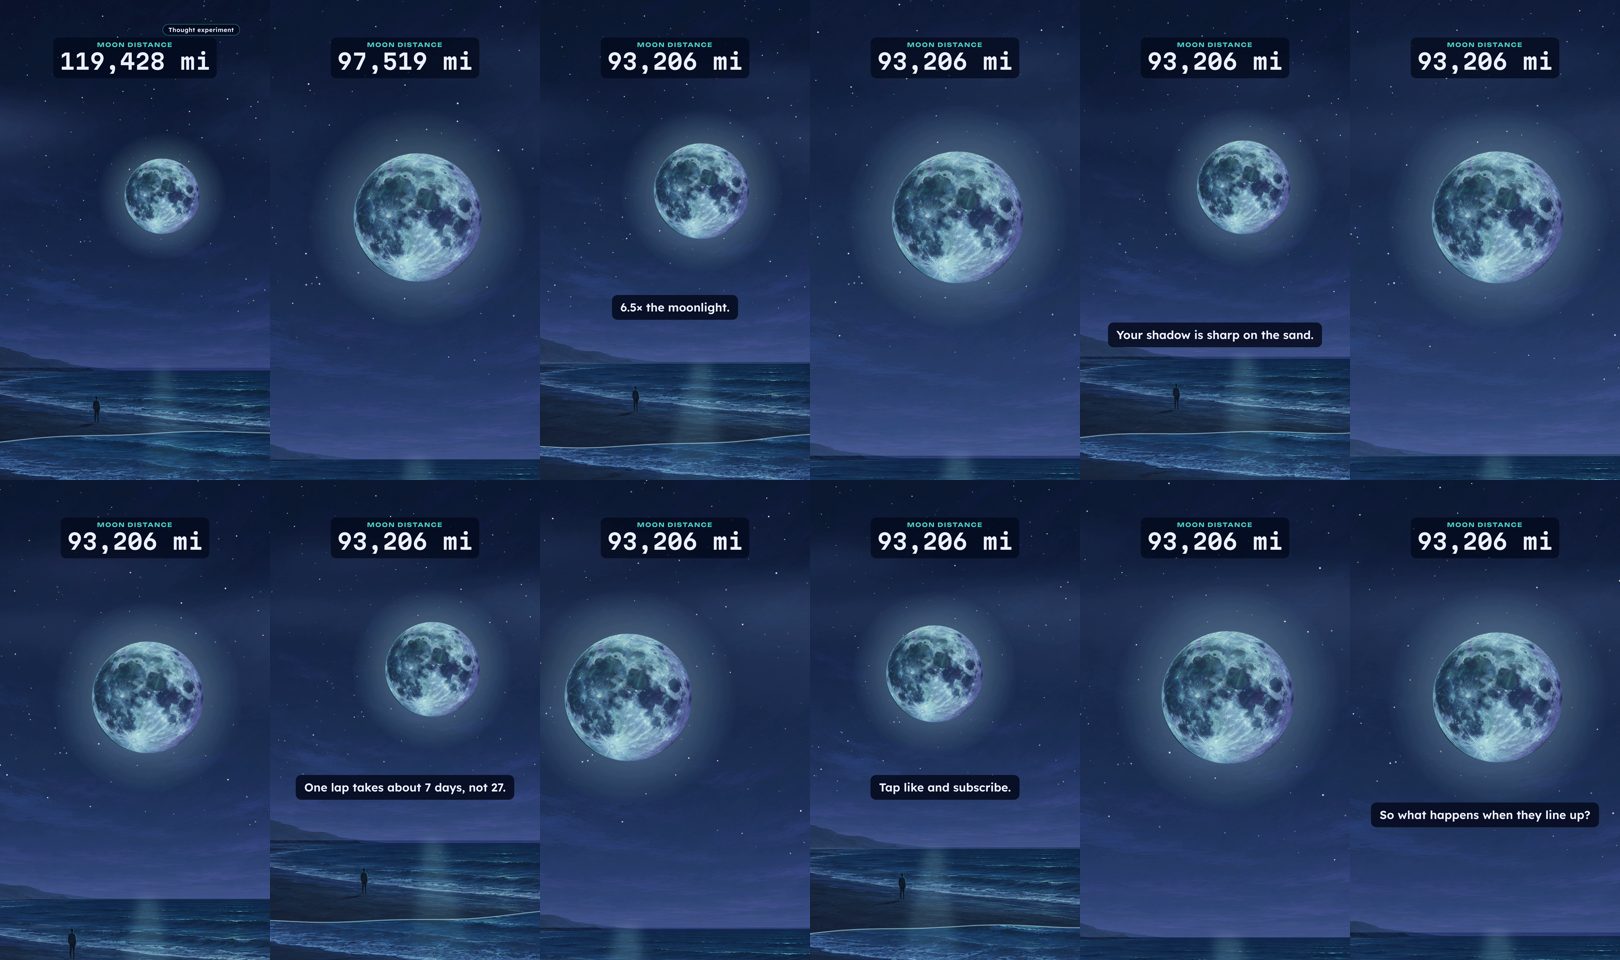 Thought experiment
MOON DISTANCE
119,428 mi
MOON DISTANCE
97,519 mi
MOON DISTANCE
93,206 mi
6.5× the moonlight.
MOON DISTANCE
93,206 mi
MOON DISTANCE
93,206 mi
Your shadow is sharp on the sand.
MOON DISTANCE
93,206 mi
MOON DISTANCE
93,206 mi
MOON DISTANCE
93,206 mi
One lap takes about 7 days, not 27.
MOON DISTANCE
93,206 mi
MOON DISTANCE
93,206 mi
Tap like and subscribe.
MOON DISTANCE
93,206 mi
MOON DISTANCE
93,206 mi
So what happens when they line up?